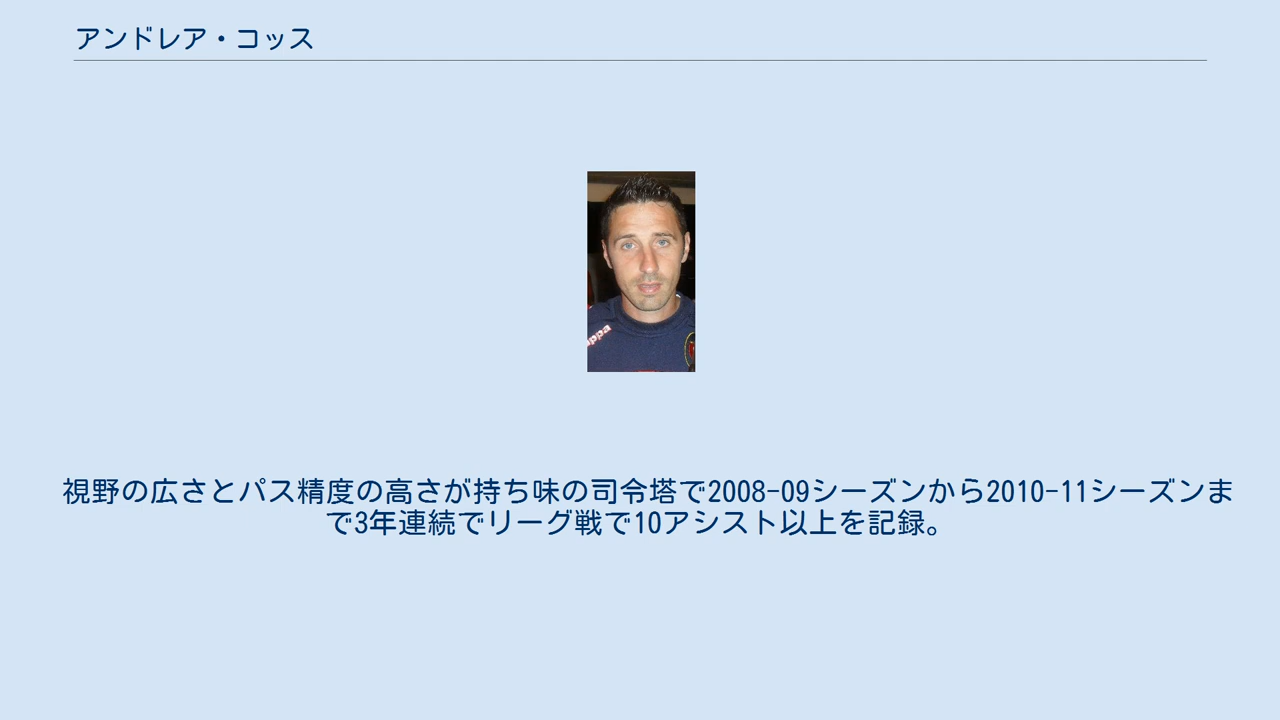 アンドレア・コッス
視野の広さとパス精度の高さが持ち味の司令塔で2008-09シーズンから2010-11シーズンま
で3年連続でリーグ戦で10アシスト以上を記録。